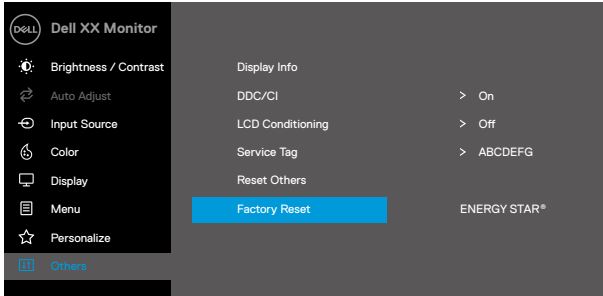 DELL Dell XX Monitor
Brightness / Contrast
Auto Adjust
Input Source
Color
Display
Menu
Personalize
Others
Display Info
DDC/CI > On
LCD Conditioning > Off
Service Tag > ABCDEFG
Reset Others
Factory Reset ENERGY STAR®